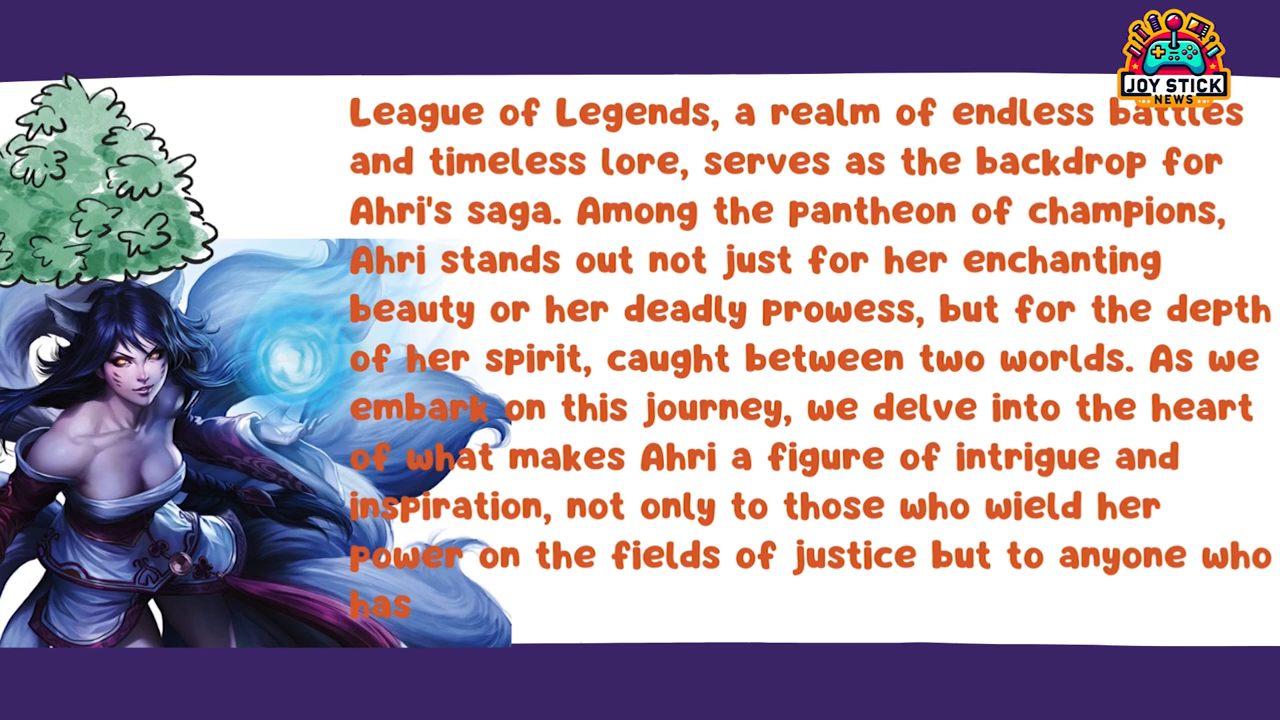 JOY STICK
NEWS
League of Legends, a realm of endless battles
and timeless lore, serves as the backdrop for
Ahri's saga. Among the pantheon of champions,
Ahri stands out not just for her enchanting
beauty or her deadly prowess, but for the depth
of her spirit, caught between two worlds. As we
embark on this journey, we delve into the heart
of what makes Ahri a figure of intrigue and
inspiration, not only to those who wield her
power on the fields of justice but to anyone who
has